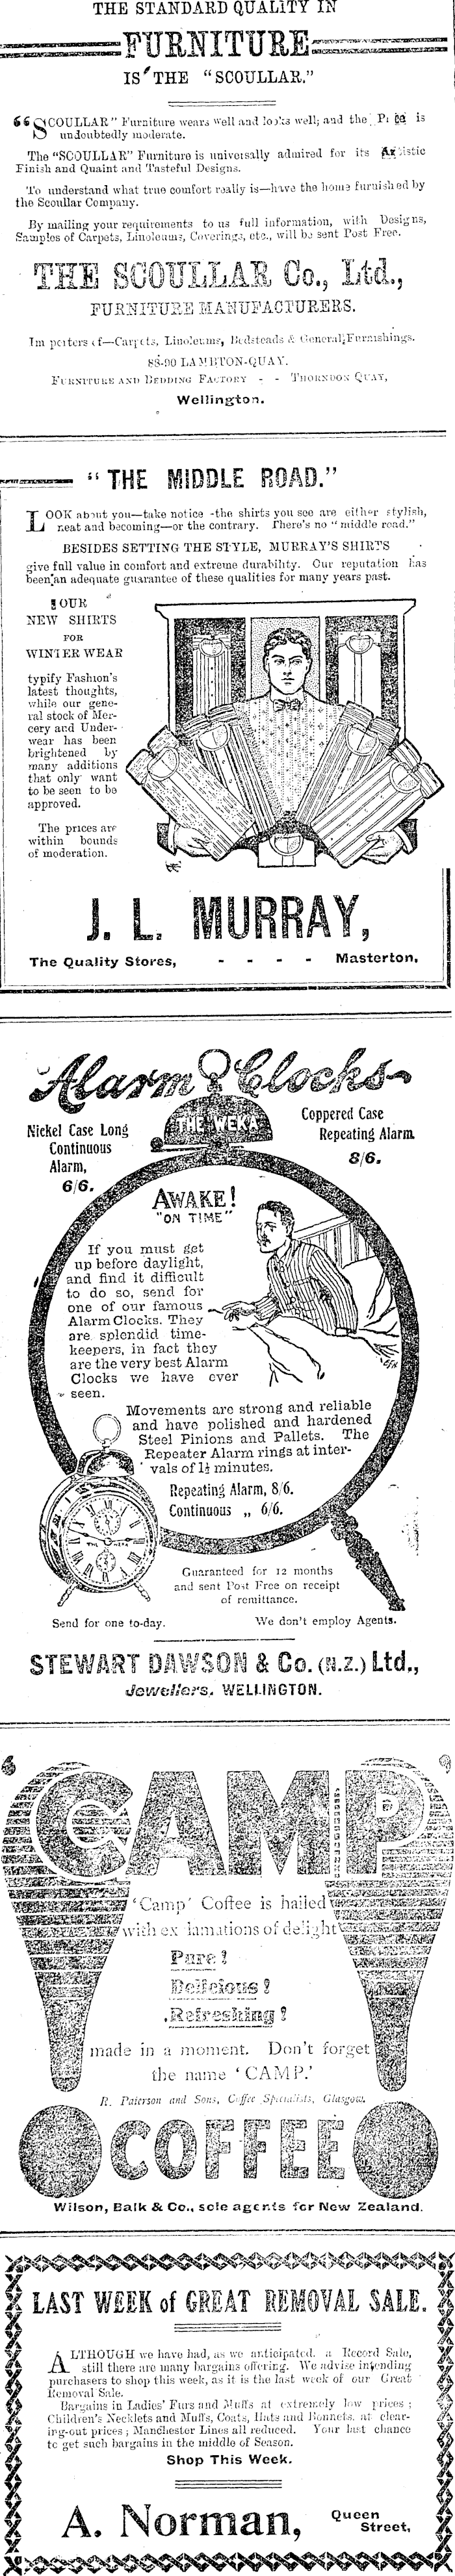 THE STANDARD QUALITY IN
FURNITURE
IS THE "SCOULLAR."
"SCOULLAR" Furniture wears well and looks well; and the Price is
undoubtedly moderate.
The "SCOULLAR" Furniture is universally admired for its Artistic
Finish and Quaint and Tasteful Designs.
To understand what true comfort really is—have the home furnished by
the Scoullar Company.
By mailing your requirements to us full information, with Designs,
Samples of Carpets, Linoleums, Coverings, etc., will be sent Post Free.
THE SCOULLAR Co., Ltd.,
FURNITURE MANUFACTURERS.
Importers of—Carpets, Linoleums, Bedsteads & General Furnishings.
88-90 LAMBTON-QUAY.
FURNITURE AND BEDDING FACTORY - - THORNDON QUAY,
Wellington.
"THE MIDDLE ROAD."
LOOK about you—take notice -the shirts you see are either stylish,
neat and becoming—or the contrary. There's no "middle road."
BESIDES SETTING THE STYLE, MURRAY'S SHIRTS
give full value in comfort and extreme durability. Our reputation has
been an adequate guarantee of these qualities for many years past.
OUR
NEW SHIRTS
FOR
WINTER WEAR
typify Fashion's
latest thoughts,
while our gene-
ral stock of Mer-
cery and Under-
wear has been
brightened by
many additions
that only want
to be seen to be
approved.
The prices are
within bounds
of moderation.
J. L. MURRAY,
The Quality Stores, - - - - Masterton.
Alarm Clocks
THE WEKA
Nickel Case Long
Continuous
Alarm,
6/6.
Coppered Case
Repeating Alarm
8/6.
AWAKE!
"ON TIME"
If you must get
up before daylight,
and find it difficult
to do so, send for
one of our famous
Alarm Clocks. They
are splendid time-
keepers, in fact they
are the very best Alarm
Clocks we have ever
seen.
Movements are strong and reliable
and have polished and hardened
Steel Pinions and Pallets. The
Repeater Alarm rings at inter-
vals of 1½ minutes.
Repeating Alarm, 8/6.
Continuous „ 6/6.
Guaranteed for 12 months
and sent Post Free on receipt
of remittance.
Send for one to-day. We don't employ Agents.
STEWART DAWSON & Co. (N.Z.) Ltd.,
Jewellers, WELLINGTON.
'CAMP'
'Camp' Coffee is hailed
with exclamations of delight
Pure!
Delicious!
Refreshing!
made in a moment. Don't forget
the name 'CAMP.'
R. Paterson and Sons, Coffee Specialists, Glasgow.
COFFEE
Wilson, Balk & Co., sole agents for New Zealand.
LAST WEEK of GREAT REMOVAL SALE.
ALTHOUGH we have had, as we anticipated, a Record Sale,
still there are many bargains offering. We advise intending
purchasers to shop this week, as it is the last week of our Great
Removal Sale.
Bargains in Ladies' Furs and Muffs at extremely low prices;
Children's Necklets and Muffs, Coats, Hats and Bonnets, at clear-
ing-out prices; Manchester Lines all reduced. Your last chance
to get such bargains in the middle of Season.
Shop This Week.
A. Norman, Queen
Street,